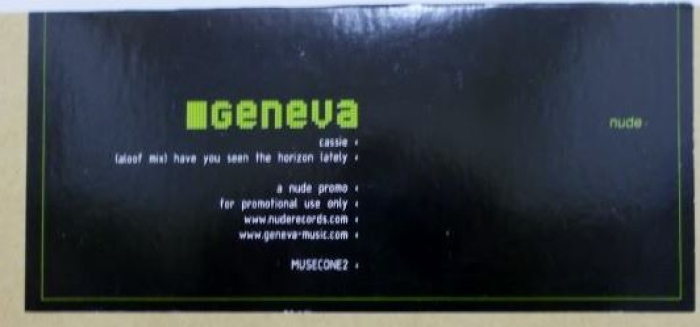 Geneva
nude
cassie
(aloof mix) have you seen the horizon lately
a nude promo
for promotional use only
www.nuderecords.com
www.geneva-music.com
MUSECONE2